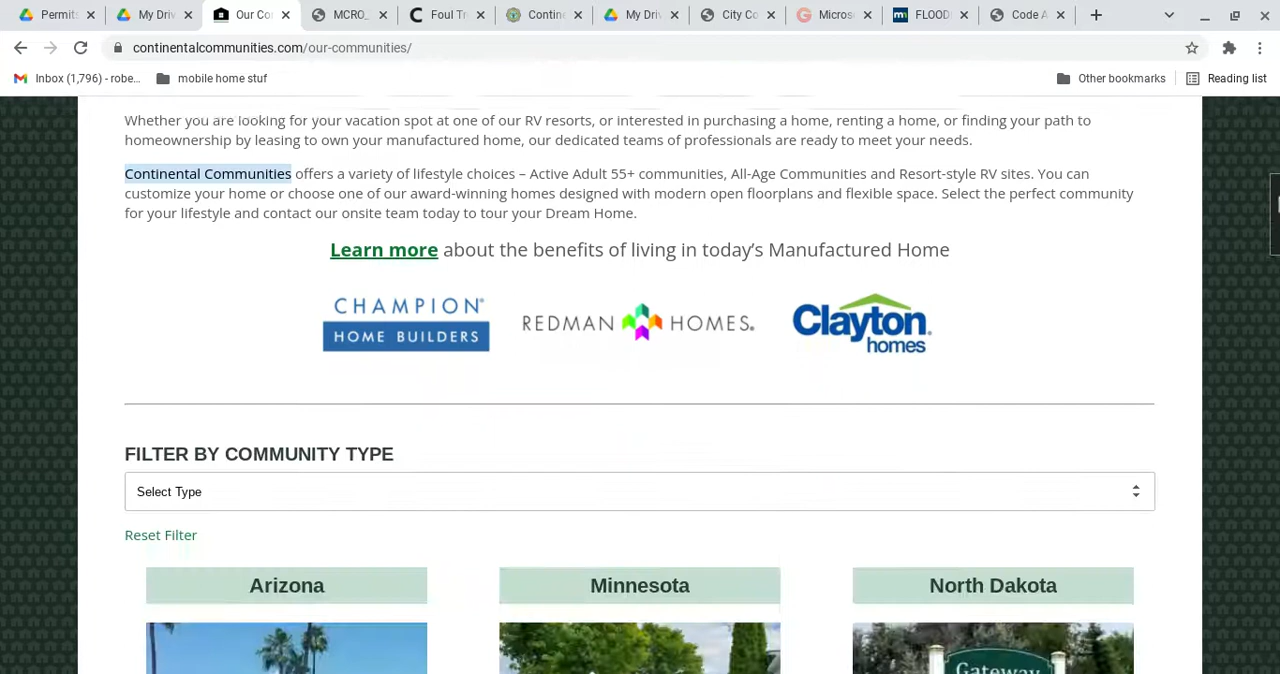 Permits
My Driv
Our Con
MCRO_
Foul Tr
Contine
My Driv
City Co
Micros
FLOOD
Code A
continentalcommunities.com/our-communities/
Inbox (1,796) - robe...
mobile home stuf
Other bookmarks
Reading list
Whether you are looking for your vacation spot at one of our RV resorts, or interested in purchasing a home, renting a home, or finding your path to
homeownership by leasing to own your manufactured home, our dedicated teams of professionals are ready to meet your needs.
Continental Communities offers a variety of lifestyle choices – Active Adult 55+ communities, All-Age Communities and Resort-style RV sites. You can
customize your home or choose one of our award-winning homes designed with modern open floorplans and flexible space. Select the perfect community
for your lifestyle and contact our onsite team today to tour your Dream Home.
Learn more about the benefits of living in today’s Manufactured Home
CHAMPION®
HOME BUILDERS
REDMAN HOMES.
Clayton
homes
FILTER BY COMMUNITY TYPE
Select Type
Reset Filter
Arizona
Minnesota
North Dakota
Gateway